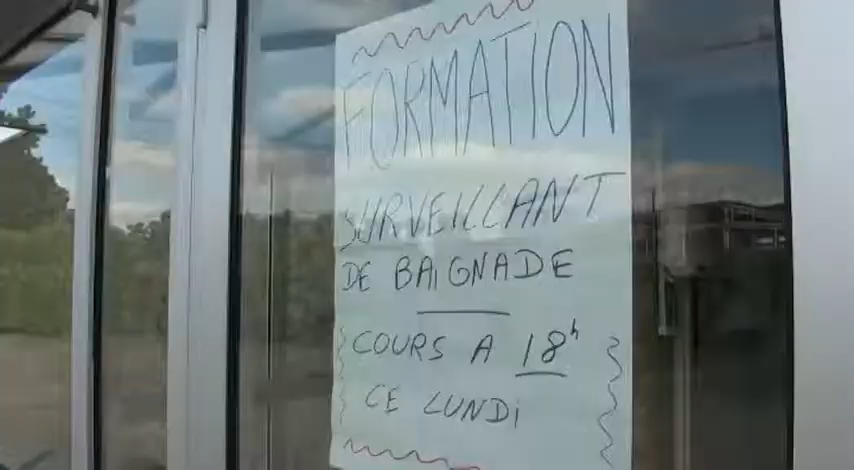 FORMATION
SURVEILLANT
DE BAIGNADE
COURS A 18h
CE LUNDI